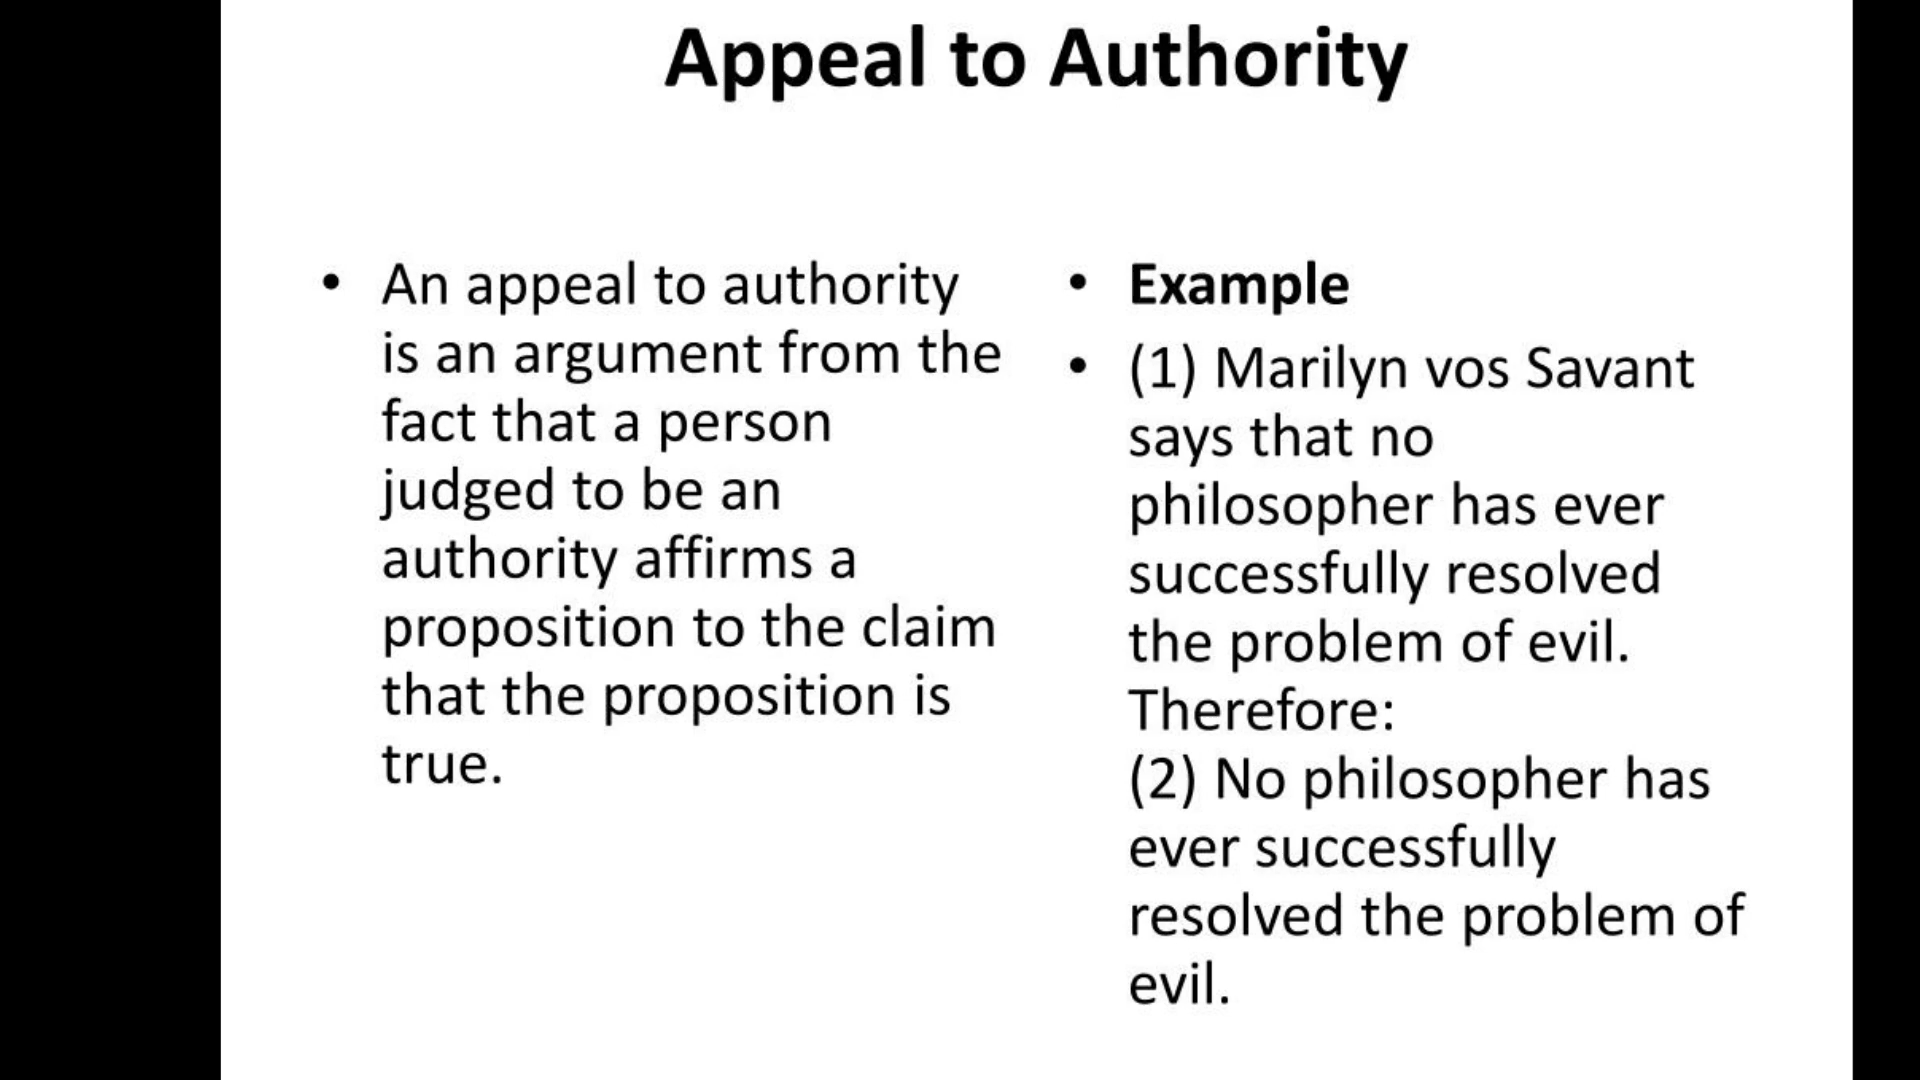 Appeal to Authority
• An appeal to authority
is an argument from the
fact that a person
judged to be an
authority affirms a
proposition to the claim
that the proposition is
true.
• Example
• (1) Marilyn vos Savant
says that no
philosopher has ever
successfully resolved
the problem of evil.
Therefore:
(2) No philosopher has
ever successfully
resolved the problem of
evil.